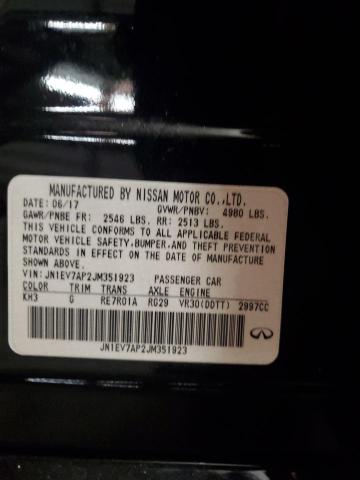 MANUFACTURED BY NISSAN MOTOR CO.,LTD.
DATE: 06/17 GVWR/PNBV: 4980 LBS.
GAWR/PNBE FR: 2546 LBS. RR: 2513 LBS.
THIS VEHICLE CONFORMS TO ALL APPLICABLE FEDERAL
MOTOR VEHICLE SAFETY,BUMPER,AND THEFT PREVENTION
STANDARDS IN EFFECT ON THE DATE OF MANUFACTURE
SHOWN ABOVE.
VIN:JN1EV7AP2JM351923 PASSENGER CAR
COLOR TRIM TRANS AXLE ENGINE
KH3 G RE7R01A RG29 VR30(DDTT) 2997CC
JN1EV7AP2JM351923